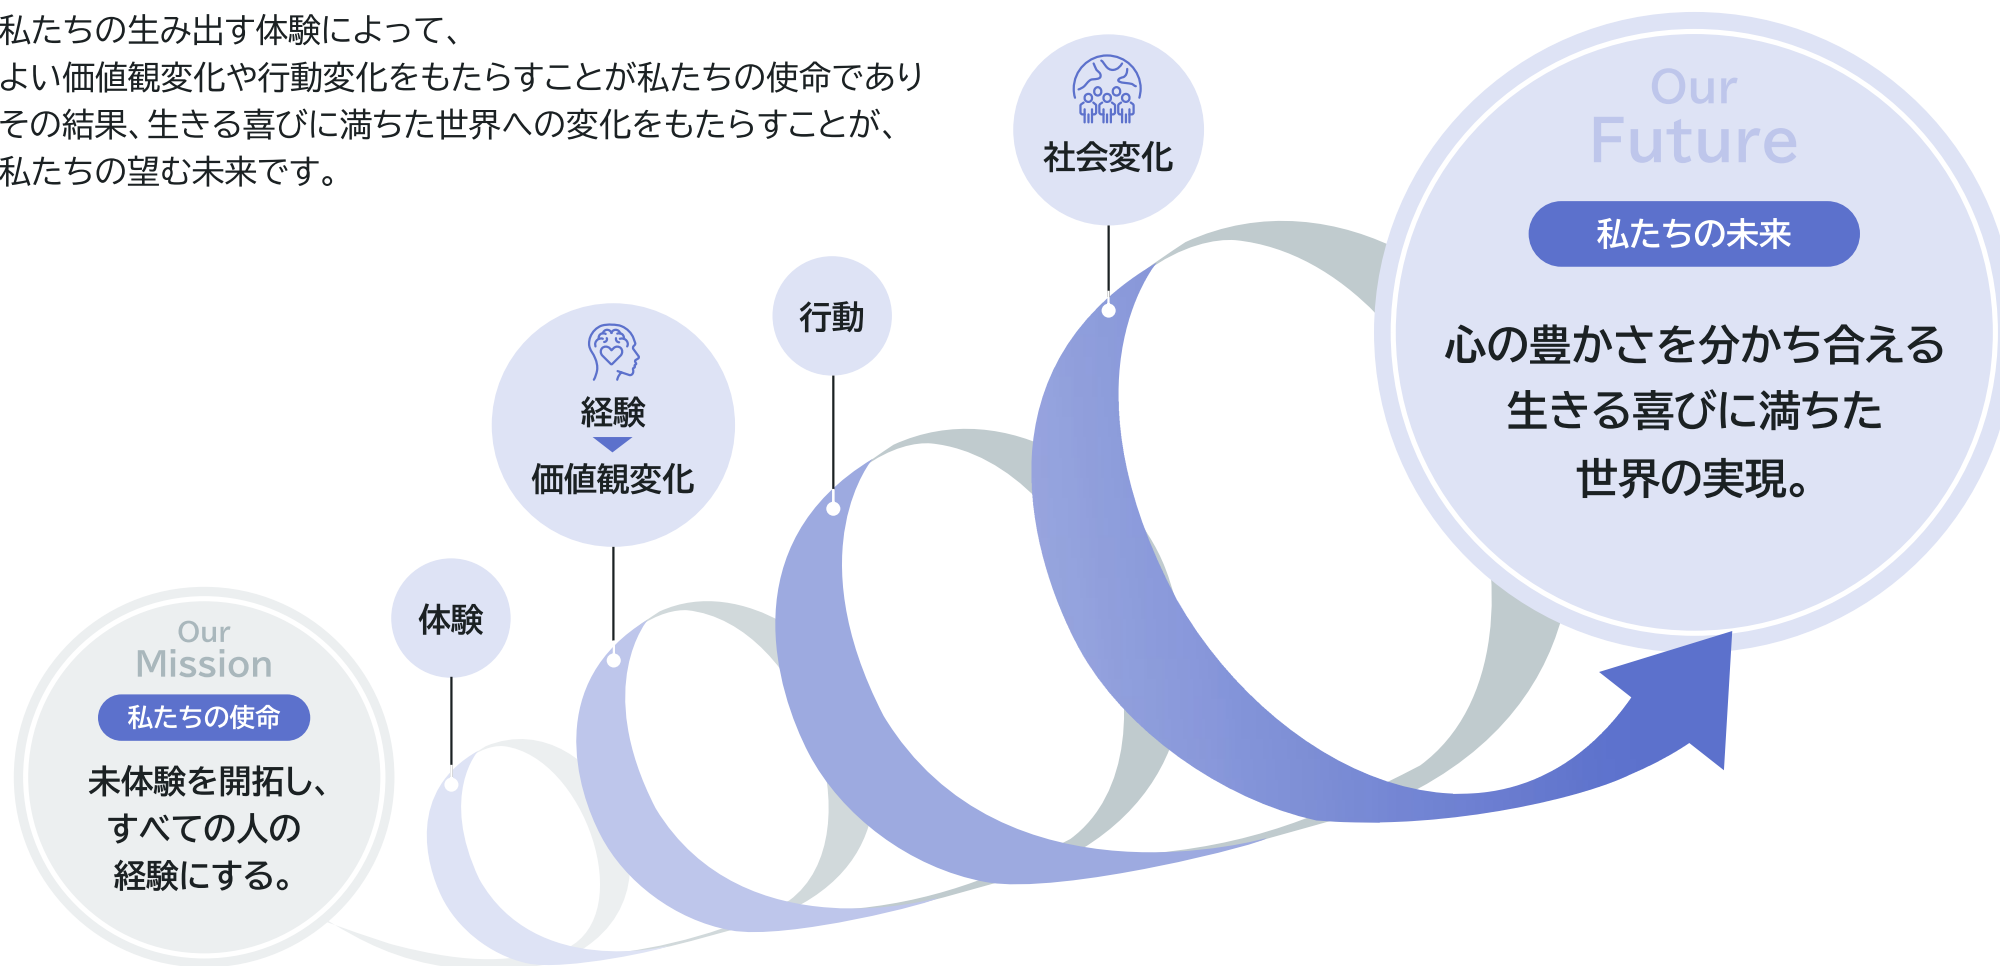 私たちの生み出す体験によって、
よい価値観変化や行動変化をもたらすことが私たちの使命であり
その結果、生きる喜びに満ちた世界への変化をもたらすことが、
私たちの望む未来です。
Our
Mission
私たちの使命
未体験を開拓し、
すべての人の
経験にする。
体験
経験
価値観変化
行動
社会変化
Our
Future
私たちの未来
心の豊かさを分かち合える
生きる喜びに満ちた
世界の実現。